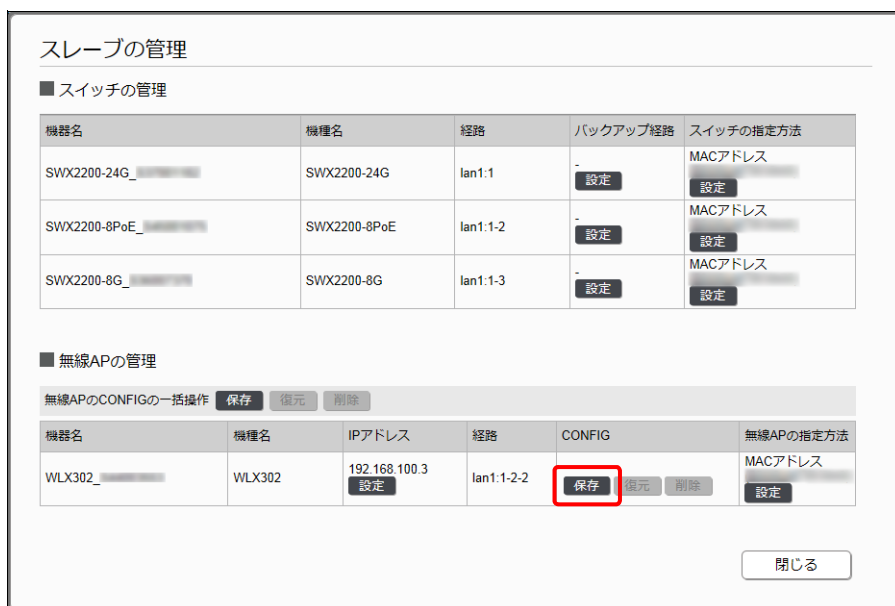 スレーブの管理
スイッチの管理
機器名 機種名 経路 バックアップ経路 スイッチの指定方法
SWX2200-24G_ SWX2200-24G lan1:1 - 設定 MACアドレス 設定
SWX2200-8PoE_ SWX2200-8PoE lan1:1-2 - 設定 MACアドレス 設定
SWX2200-8G_ SWX2200-8G lan1:1-3 - 設定 MACアドレス 設定
無線APの管理
無線APのCONFIGの一括操作 保存 復元 削除
機器名 機種名 IPアドレス 経路 CONFIG 無線APの指定方法
WLX302_ WLX302 192.168.100.3 設定 lan1:1-2-2 保存 復元 削除 MACアドレス 設定
閉じる